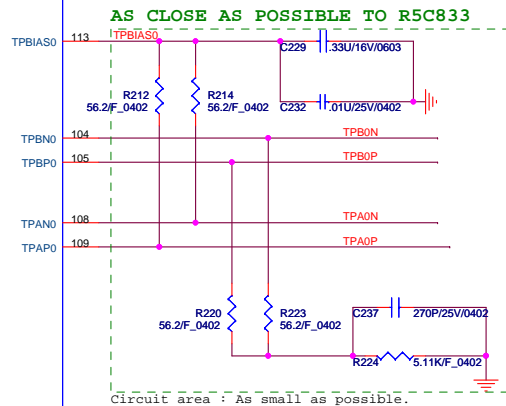 AS CLOSE AS POSSIBLE TO R5C833
TPBIAS0 113 TPBIAS0
C229 .33U/16V/0603
R212 56.2/F_0402
R214 56.2/F_0402
C232 .01U/25V/0402
TPBN0 104 TPB0N
TPBP0 105 TPB0P
TPAN0 108 TPA0N
TPAP0 109 TPA0P
R220 56.2/F_0402
R223 56.2/F_0402
C237 270P/25V/0402
R224 5.11K/F_0402
Circuit area : As small as possible.